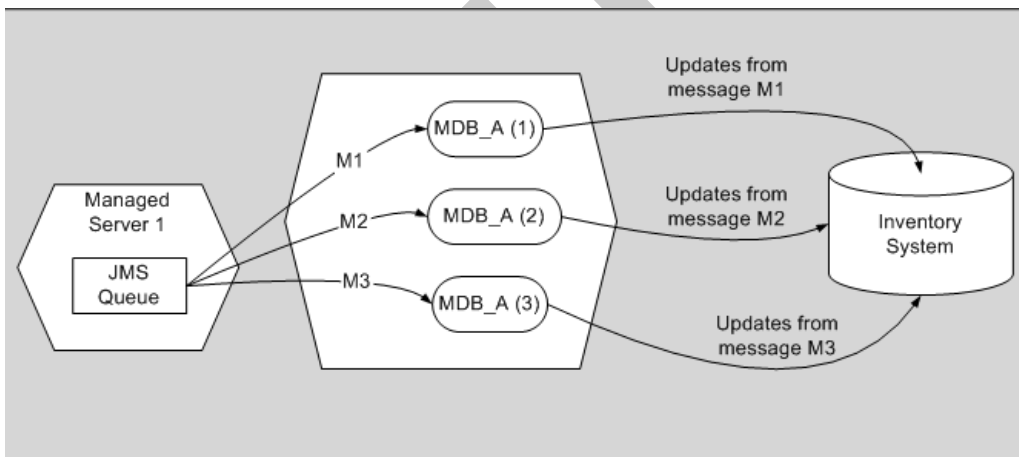 Managed
Server 1
JMS
Queue
M1
M2
M3
MDB_A (1)
MDB_A (2)
MDB_A (3)
Updates from
message M1
Updates from
message M2
Updates from
message M3
Inventory
System